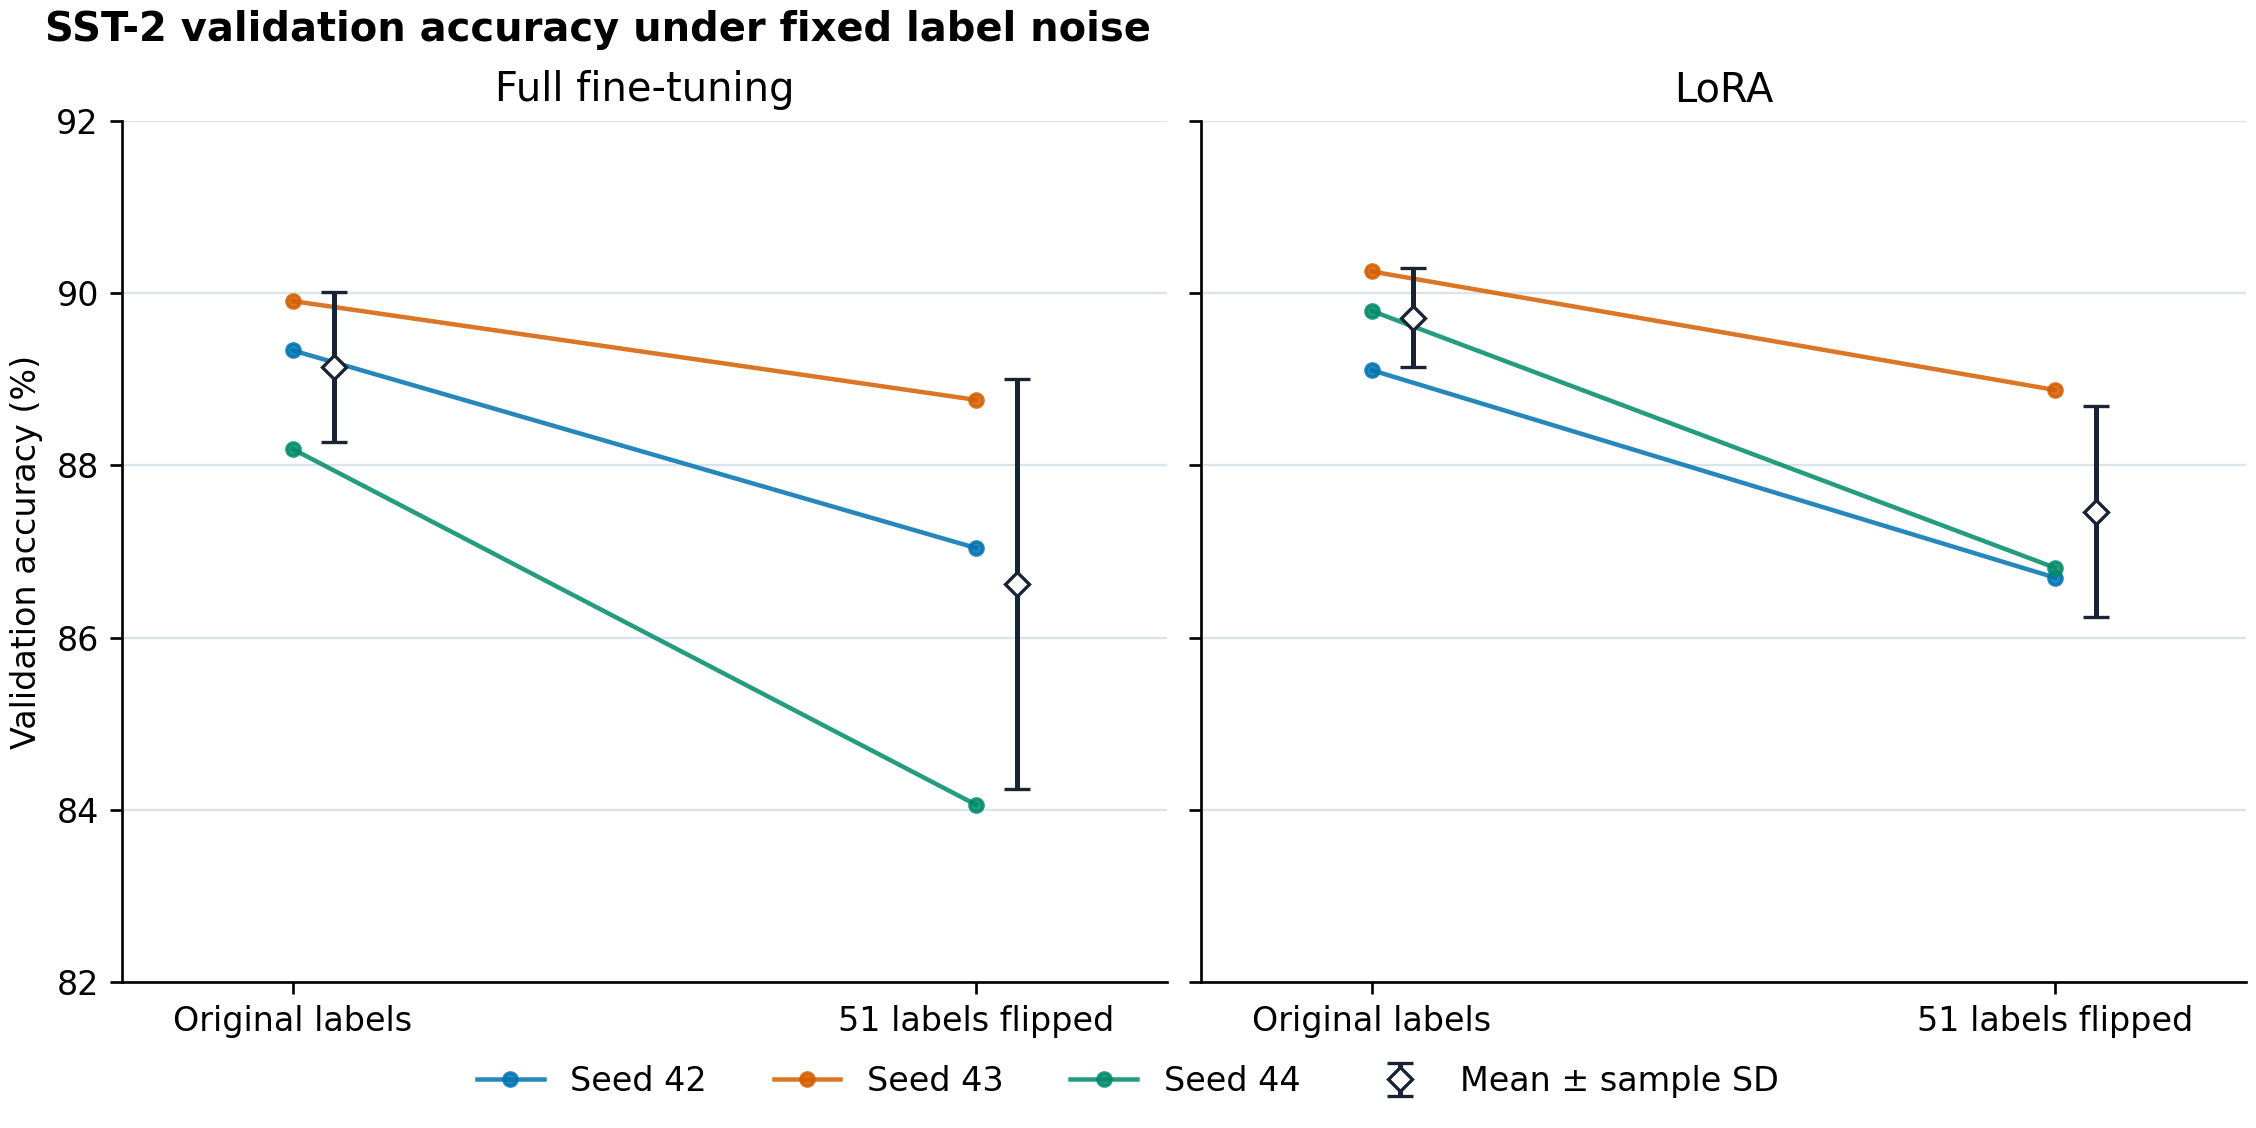 SST-2 validation accuracy under fixed label noise
Full fine-tuning
LoRA
Validation accuracy (%)
92
90
88
86
84
82
Original labels
51 labels flipped
Original labels
51 labels flipped
Seed 42
Seed 43
Seed 44
Mean ± sample SD